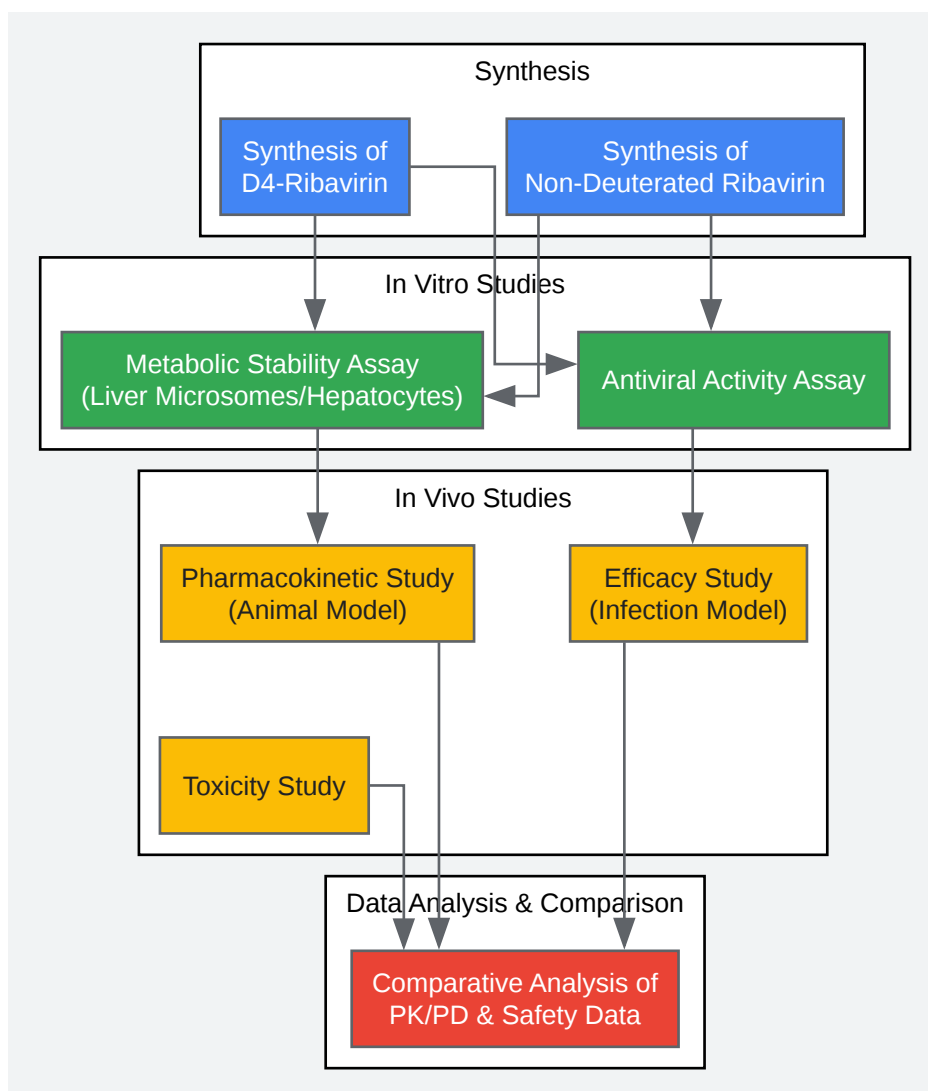 Synthesis
Synthesis of
D4-Ribavirin
Synthesis of
Non-Deuterated Ribavirin
In Vitro Studies
Metabolic Stability Assay
(Liver Microsomes/Hepatocytes)
Antiviral Activity Assay
In Vivo Studies
Pharmacokinetic Study
(Animal Model)
Efficacy Study
(Infection Model)
Toxicity Study
Data Analysis & Comparison
Comparative Analysis of
PK/PD & Safety Data